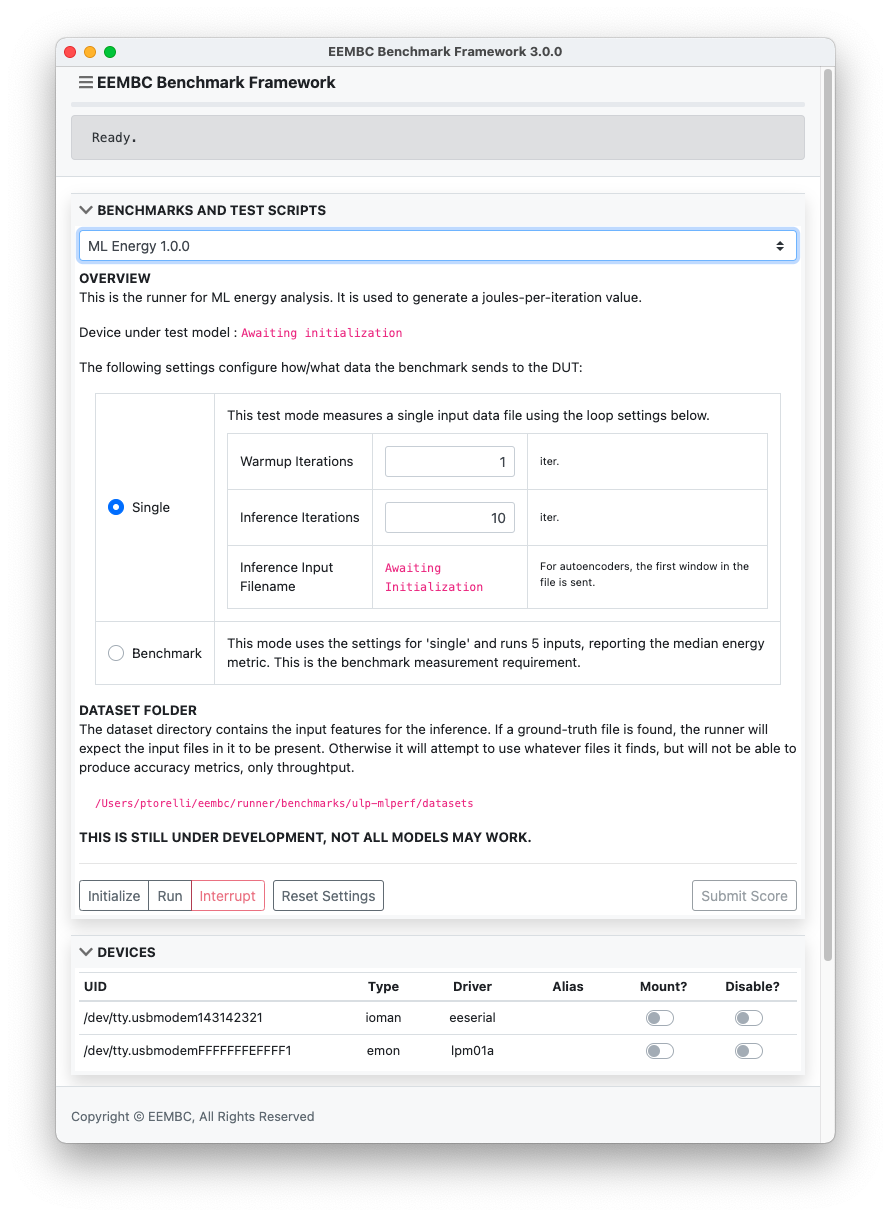 EEMBC Benchmark Framework 3.0.0
EEMBC Benchmark Framework
Ready.
BENCHMARKS AND TEST SCRIPTS
ML Energy 1.0.0
OVERVIEW
This is the runner for ML energy analysis. It is used to generate a joules-per-iteration value.
Device under test model : Awaiting initialization
The following settings configure how/what data the benchmark sends to the DUT:
Single
This test mode measures a single input data file using the loop settings below.
Warmup Iterations 1 iter.
Inference Iterations 10 iter.
Inference Input
Filename
Awaiting
Initialization
For autoencoders, the first window in the
file is sent.
Benchmark
This mode uses the settings for 'single' and runs 5 inputs, reporting the median energy
metric. This is the benchmark measurement requirement.
DATASET FOLDER
The dataset directory contains the input features for the inference. If a ground-truth file is found, the runner will
expect the input files in it to be present. Otherwise it will attempt to use whatever files it finds, but will not be able to
produce accuracy metrics, only throughtput.
/Users/ptorelli/eembc/runner/benchmarks/ulp-mlperf/datasets
THIS IS STILL UNDER DEVELOPMENT, NOT ALL MODELS MAY WORK.
Initialize Run Interrupt Reset Settings Submit Score
DEVICES
UID Type Driver Alias Mount? Disable?
/dev/tty.usbmodem143142321 ioman eeserial
/dev/tty.usbmodemFFFFFFFEFFFF1 emon lpm01a
Copyright © EEMBC, All Rights Reserved